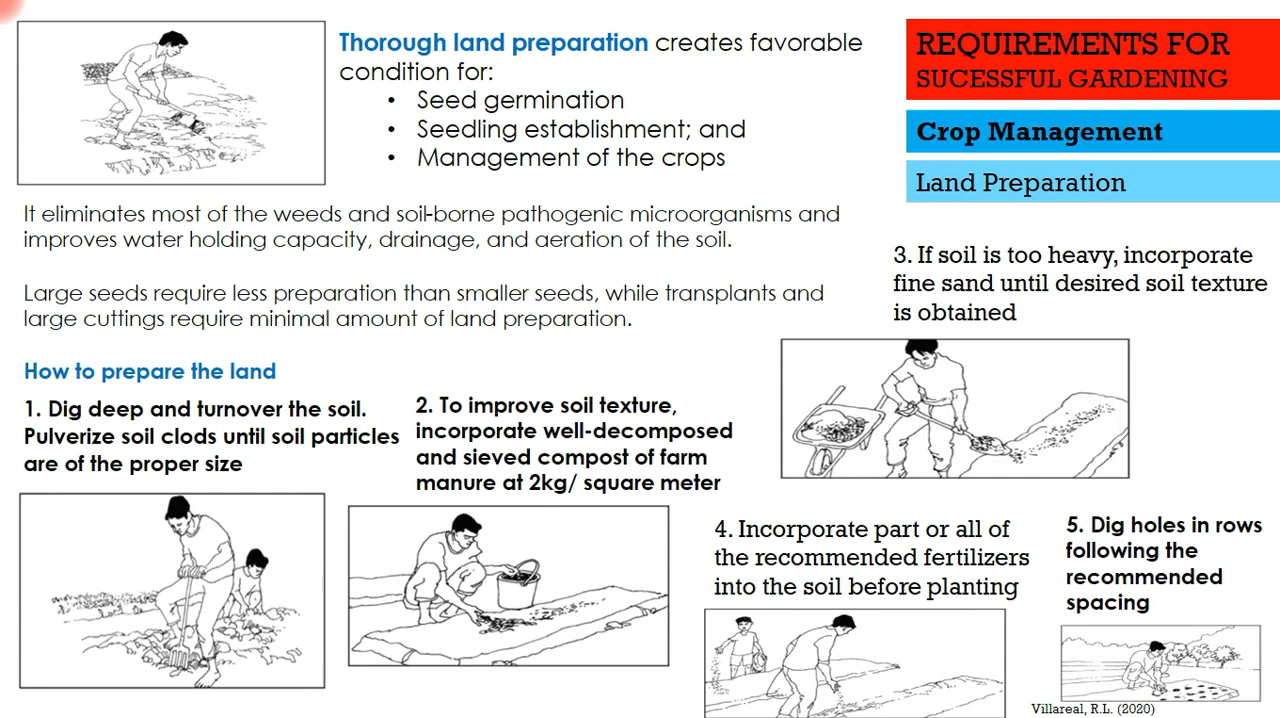 Thorough land preparation creates favorable
condition for:
• Seed germination
• Seedling establishment; and
• Management of the crops
REQUIREMENTS FOR
SUCESSFUL GARDENING
Crop Management
Land Preparation
It eliminates most of the weeds and soil-borne pathogenic microorganisms and
improves water holding capacity, drainage, and aeration of the soil.
Large seeds require less preparation than smaller seeds, while transplants and
large cuttings require minimal amount of land preparation.
How to prepare the land
1. Dig deep and turnover the soil.
Pulverize soil clods until soil particles
are of the proper size
2. To improve soil texture,
incorporate well-decomposed
and sieved compost of farm
manure at 2kg/ square meter
3. If soil is too heavy, incorporate
fine sand until desired soil texture
is obtained
4. Incorporate part or all of
the recommended fertilizers
into the soil before planting
5. Dig holes in rows
following the
recommended
spacing
Villareal, R.L. (2020)